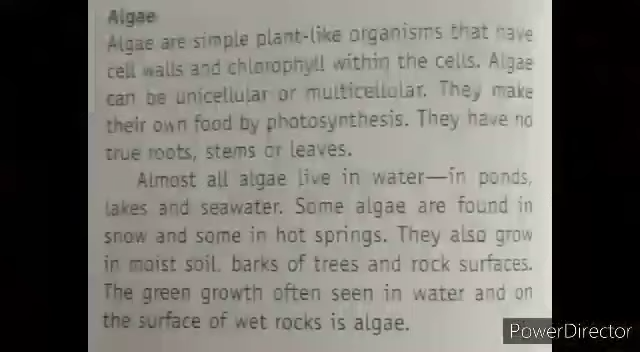 Algae
Algae are simple plant-like organisms that have
cell walls and chlorophyll within the cells. Algae
can be unicellular or multicellular. They make
their own food by photosynthesis. They have no
true roots, stems or leaves.
Almost all algae live in water—in ponds,
lakes and seawater. Some algae are found in
snow and some in hot springs. They also grow
in moist soil, barks of trees and rock surfaces.
The green growth often seen in water and on
the surface of wet rocks is algae.
PowerDirector